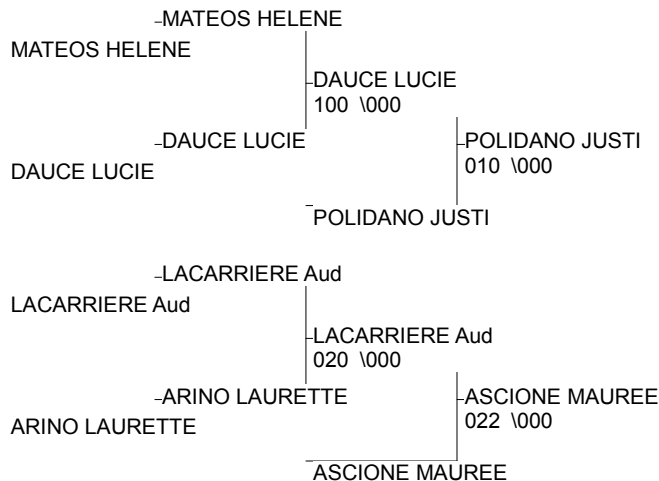 MATEOS HELENE
MATEOS HELENE
DAUCE LUCIE
100 \000
DAUCE LUCIE
POLIDANO JUSTI
010 \000
DAUCE LUCIE
POLIDANO JUSTI
LACARRIERE Aud
LACARRIERE Aud
LACARRIERE Aud
020 \000
ARINO LAURETTE
ASCIONE MAUREE
022 \000
ARINO LAURETTE
ASCIONE MAUREE